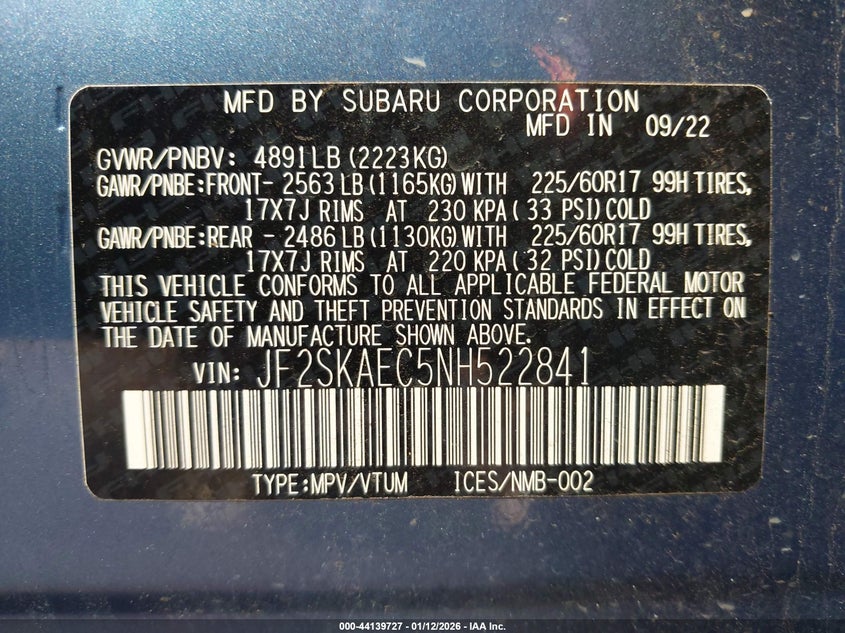 MFD BY SUBARU CORPORATION
MFD IN 09/22
GVWR/PNBV: 4891LB (2223KG)
GAWR/PNBE:FRONT- 2563 LB (1165KG) WITH 225/60R17 99H TIRES,
17X7J RIMS AT 230 KPA ( 33 PSI) COLD
GAWR/PNBE:REAR - 2486 LB (1130KG) WITH 225/60R17 99H TIRES,
17X7J RIMS AT 220 KPA ( 32 PSI) COLD
THIS VEHICLE CONFORMS TO ALL APPLICABLE FEDERAL MOTOR
VEHICLE SAFETY AND THEFT PREVENTION STANDARDS IN EFFECT ON
THE DATE OF MANUFACTURE SHOWN ABOVE.
VIN: JF2SKAEC5NH522841
TYPE:MPV/VTUM ICES/NMB-002
000-44139727 - 01/12/2026 - IAA Inc.